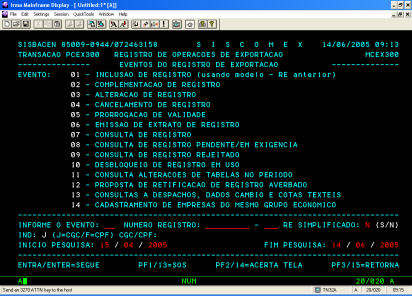 Irma Mainframe Display - [ Untitled:1*[A]]
File Edit Settings Session QuickTools Window Help
SISBACEN 85009-0944/072463158 S I S C O M E X 14/06/2005 09:13
TRANSACAO PCEX300 REGISTRO DE OPERACOES DE EXPORTACAO MCEX300
---------------- EVENTOS DO REGISTRO DE EXPORTACAO ----------------
EVENTO: 01 - INCLUSAO DE REGISTRO (usando modelo - RE anterior)
02 - COMPLEMENTACAO DE REGISTRO
03 - ALTERACAO DE REGISTRO
04 - CANCELAMENTO DE REGISTRO
05 - PRORROGACAO DE VALIDADE
06 - EMISSAO DE EXTRATO DE REGISTRO
07 - CONSULTA DE REGISTRO
08 - CONSULTA DE REGISTRO PENDENTE/EM EXIGENCIA
09 - CONSULTA DE REGISTRO REJEITADO
10 - DESBLOQUEIO DE REGISTRO EM USO
11 - CONSULTA ALTERACOES DE TABELAS NO PERIODO
12 - PROPOSTA DE RETIFICACAO DE REGISTRO AVERBADO
13 - CONSULTAS A DESPACHOS, DADOS CAMBIO E COTAS TEXTEIS
14 - CADASTRAMENTO DE EMPRESAS DO MESMO GRUPO ECONOMICO
INFORME O EVENTO: __ NUMERO REGISTRO: _______ - ___ RE SIMPLIFICADO: N (S/N)
IND: J (J=CGC/F=CPF) CGC/CPF:
INICIO PESQUISA: 15 / 04 / 2005 FIM PESQUISA: 14 / 06 / 2005
ENTRA/ENTER=SEGUE PF1/13=SOS PF2/14=ACERTA TELA PF3/15=RETORNA
A NUM 20/020 A
Send an 3270 ATTN key to the host TN32A A 20/020 09:15